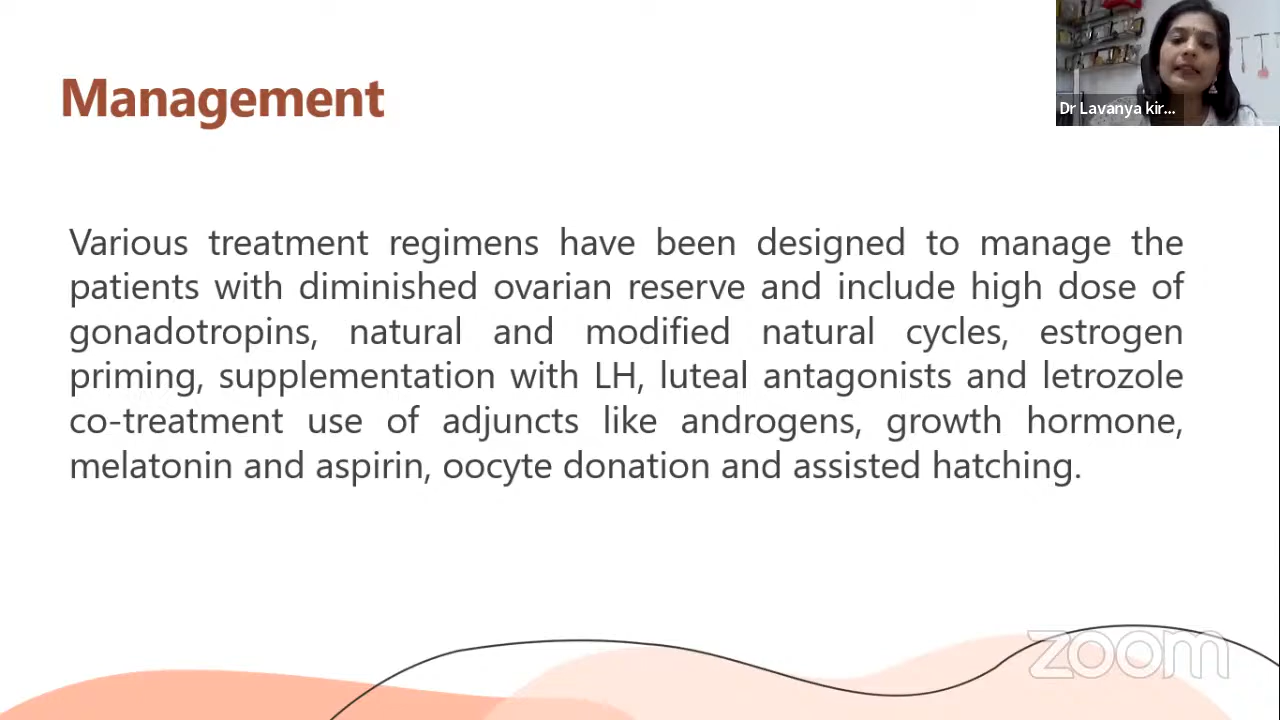 Management
Dr Lavanya kir...
Various treatment regimens have been designed to manage the
patients with diminished ovarian reserve and include high dose of
gonadotropins, natural and modified natural cycles, estrogen
priming, supplementation with LH, luteal antagonists and letrozole
co-treatment use of adjuncts like androgens, growth hormone,
melatonin and aspirin, oocyte donation and assisted hatching.
zoom